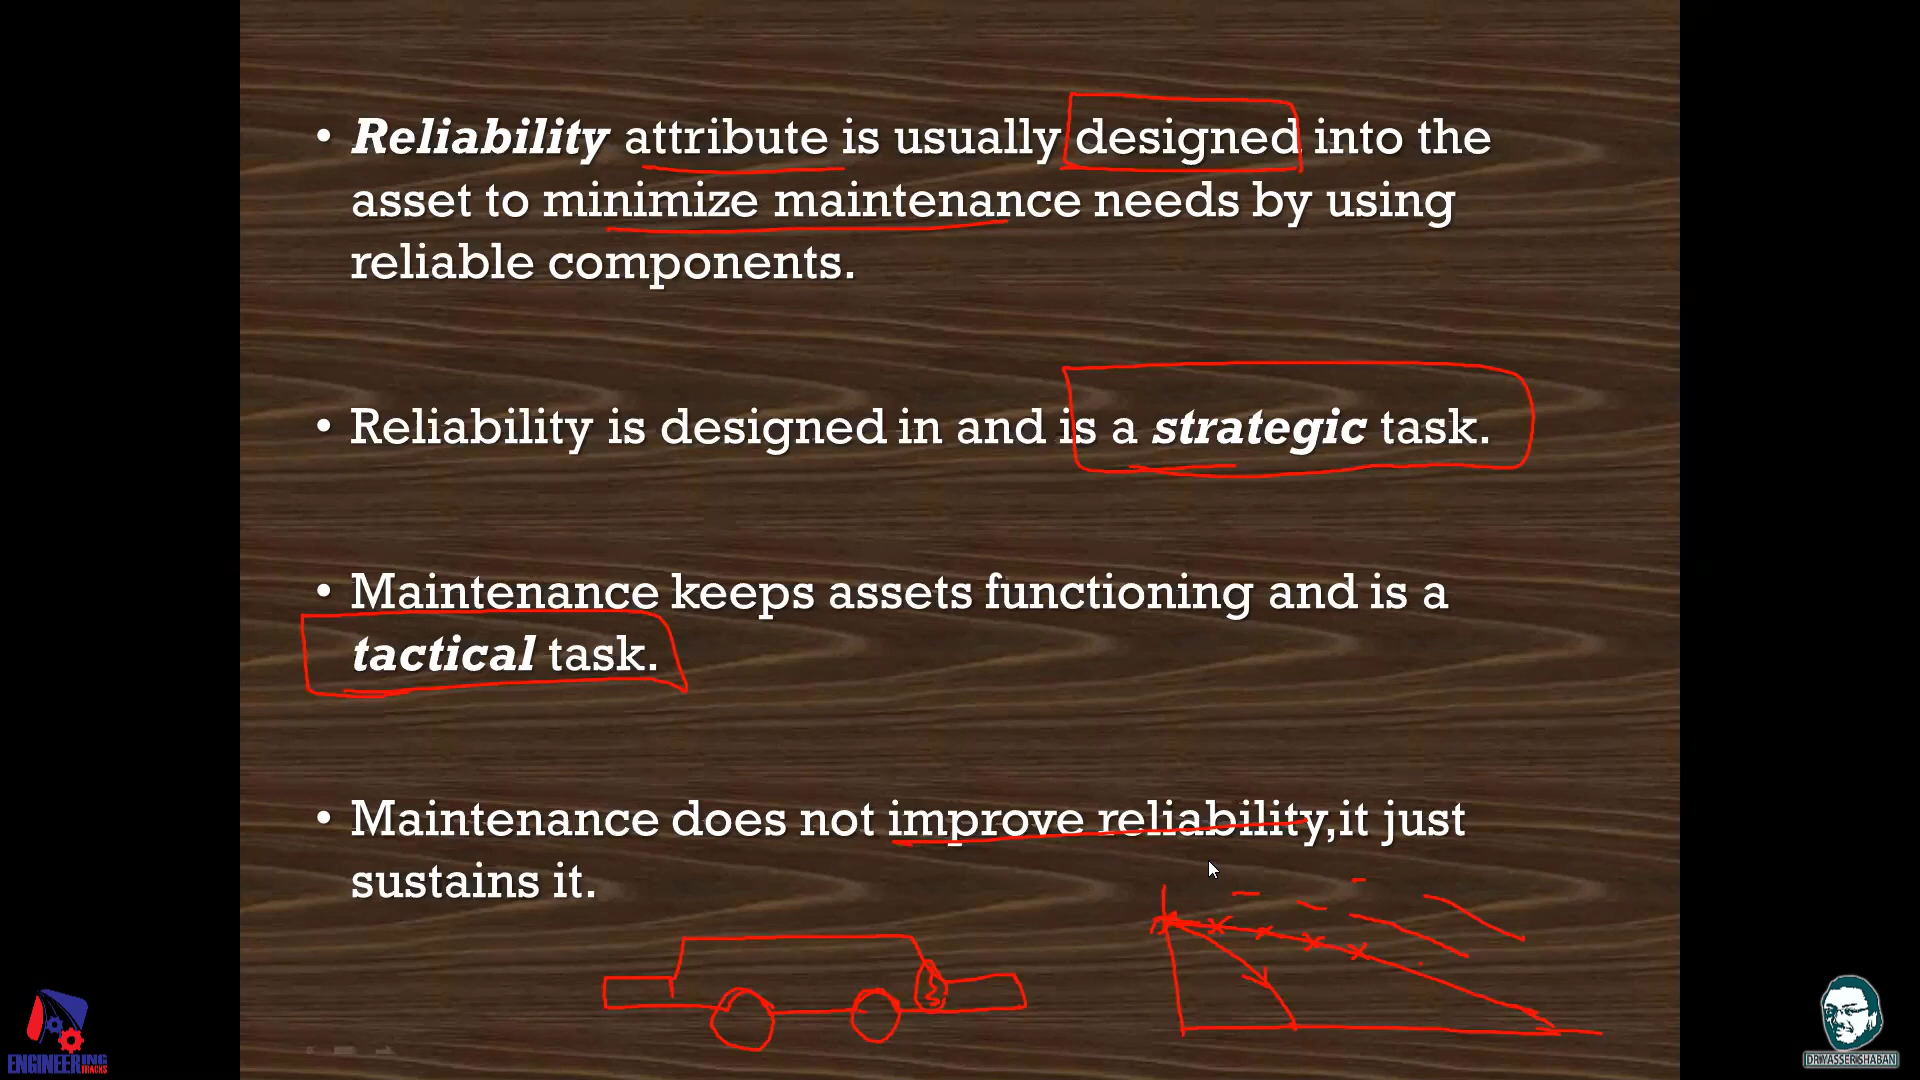 • Reliability attribute is usually designed into the
asset to minimize maintenance needs by using
reliable components.
• Reliability is designed in and is a strategic task.
• Maintenance keeps assets functioning and is a
tactical task.
• Maintenance does not improve reliability,it just
sustains it.
ENGINEERING
TRACKS
DR.YASSER SHABAN